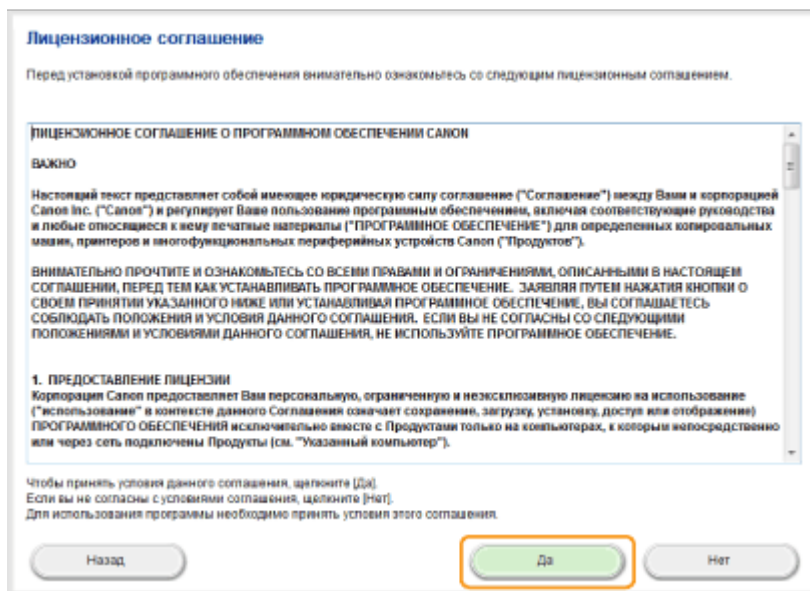 Лицензионное соглашение
Перед установкой программного обеспечения внимательно ознакомьтесь со следующим лицензионным соглашением.
ЛИЦЕНЗИОННОЕ СОГЛАШЕНИЕ О ПРОГРАММНОМ ОБЕСПЕЧЕНИИ CANON
ВАЖНО
Настоящий текст представляет собой имеющее юридическую силу соглашение ("Соглашение") между Вами и корпорацией
Canon Inc. ("Canon") и регулирует Ваше пользование программным обеспечением, включая соответствующие руководства
и любые относящиеся к нему печатные материалы ("ПРОГРАММНОЕ ОБЕСПЕЧЕНИЕ") для определенных копировальных
машин, принтеров и многофункциональных периферийных устройств Canon ("Продуктов").
ВНИМАТЕЛЬНО ПРОЧТИТЕ И ОЗНАКОМЬТЕСЬ СО ВСЕМИ ПРАВАМИ И ОГРАНИЧЕНИЯМИ, ОПИСАННЫМИ В НАСТОЯЩЕМ
СОГЛАШЕНИИ, ПЕРЕД ТЕМ КАК УСТАНАВЛИВАТЬ ПРОГРАММНОЕ ОБЕСПЕЧЕНИЕ. ЗАЯВЛЯЯ ПУТЕМ НАЖАТИЯ КНОПКИ О
СВОЕМ ПРИНЯТИИ УКАЗАННОГО НИЖЕ ИЛИ УСТАНАВЛИВАЯ ПРОГРАММНОЕ ОБЕСПЕЧЕНИЕ, ВЫ СОГЛАШАЕТЕСЬ
СОБЛЮДАТЬ ПОЛОЖЕНИЯ И УСЛОВИЯ ДАННОГО СОГЛАШЕНИЯ. ЕСЛИ ВЫ НЕ СОГЛАСНЫ СО СЛЕДУЮЩИМИ
ПОЛОЖЕНИЯМИ И УСЛОВИЯМИ ДАННОГО СОГЛАШЕНИЯ, НЕ ИСПОЛЬЗУЙТЕ ПРОГРАММНОЕ ОБЕСПЕЧЕНИЕ.
1. ПРЕДОСТАВЛЕНИЕ ЛИЦЕНЗИИ
Корпорация Canon предоставляет Вам персональную, ограниченную и неэксклюзивную лицензию на использование
("использование" в контексте данного Соглашения означает сохранение, загрузку, установку, доступ или отображение)
ПРОГРАММНОГО ОБЕСПЕЧЕНИЯ исключительно вместе с Продуктами только на компьютерах, к которым непосредственно
или через сеть подключены Продукты (см. "Указанный компьютер").
Чтобы принять условия данного соглашения, щелкните [Да].
Если вы не согласны с условиями соглашения, щелкните [Нет].
Для использования программы необходимо принять условия этого соглашения.
Назад
Да
Нет